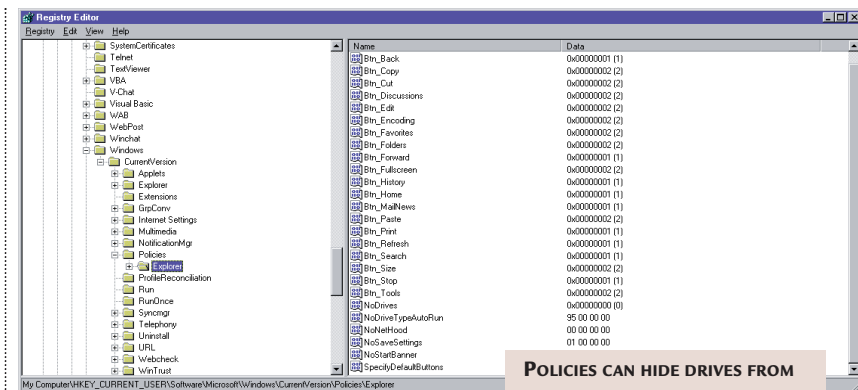 Registry Editor
Registry Edit View Help
SystemCertificates
Telnet
TextViewer
VBA
V-Chat
Visual Basic
WAB
WebPost
Winchat
Windows
CurrentVersion
Applets
Explorer
Extensions
GrpConv
Internet Settings
Multimedia
NotificationMgr
Policies
Explorer
ProfileReconciliation
Run
RunOnce
Syncmgr
Telephony
Uninstall
URL
Webcheck
WinTrust
Name Data
Btn_Back 0x00000001 (1)
Btn_Copy 0x00000002 (2)
Btn_Cut 0x00000002 (2)
Btn_Discussions 0x00000002 (2)
Btn_Edit 0x00000002 (2)
Btn_Encoding 0x00000002 (2)
Btn_Favorites 0x00000002 (2)
Btn_Folders 0x00000002 (2)
Btn_Forward 0x00000001 (1)
Btn_Fullscreen 0x00000002 (2)
Btn_History 0x00000001 (1)
Btn_Home 0x00000001 (1)
Btn_MailNews 0x00000001 (1)
Btn_Paste 0x00000002 (2)
Btn_Print 0x00000001 (1)
Btn_Refresh 0x00000001 (1)
Btn_Search 0x00000001 (1)
Btn_Size 0x00000002 (2)
Btn_Stop 0x00000001 (1)
Btn_Tools 0x00000002 (2)
NoDrives 0x00000000 (0)
NoDriveTypeAutoRun 95 00 00 00
NoNetHood 00 00 00 00
NoSaveSettings 01 00 00 00
NoStartBanner
SpecifyDefaultButtons
POLICIES CAN HIDE DRIVES FROM
My Computer\HKEY_CURRENT_USER\Software\Microsoft\Windows\CurrentVersion\Policies\Explorer